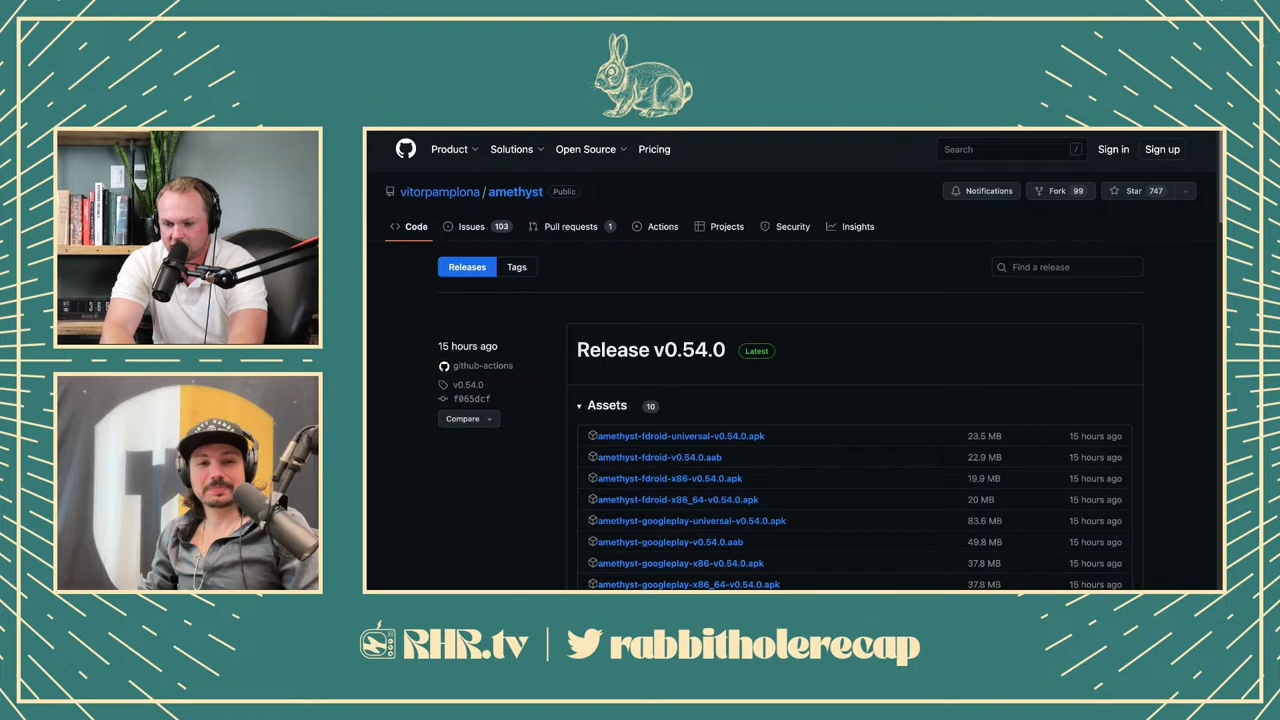 Product Solutions Open Source Pricing Search / Sign in Sign up
vitorpamplona / amethyst Public Notifications Fork 99 Star 747
Code Issues 103 Pull requests 1 Actions Projects Security Insights
Releases Tags Find a release
15 hours ago
github-actions
v0.54.0
f065dcf
Compare
Release v0.54.0 Latest
Assets 10
amethyst-fdroid-universal-v0.54.0.apk 23.5 MB 15 hours ago
amethyst-fdroid-v0.54.0.aab 22.9 MB 15 hours ago
amethyst-fdroid-x86-v0.54.0.apk 19.9 MB 15 hours ago
amethyst-fdroid-x86_64-v0.54.0.apk 20 MB 15 hours ago
amethyst-googleplay-universal-v0.54.0.apk 83.6 MB 15 hours ago
amethyst-googleplay-v0.54.0.aab 49.8 MB 15 hours ago
amethyst-googleplay-x86-v0.54.0.apk 37.8 MB 15 hours ago
amethyst-googleplay-x86_64-v0.54.0.apk 37.8 MB 15 hours ago
RHR.tv | rabbitholerecap